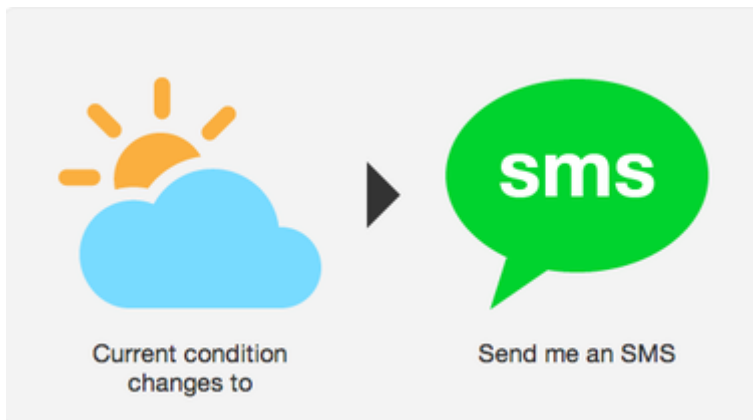 sms
Current condition
changes to
Send me an SMS